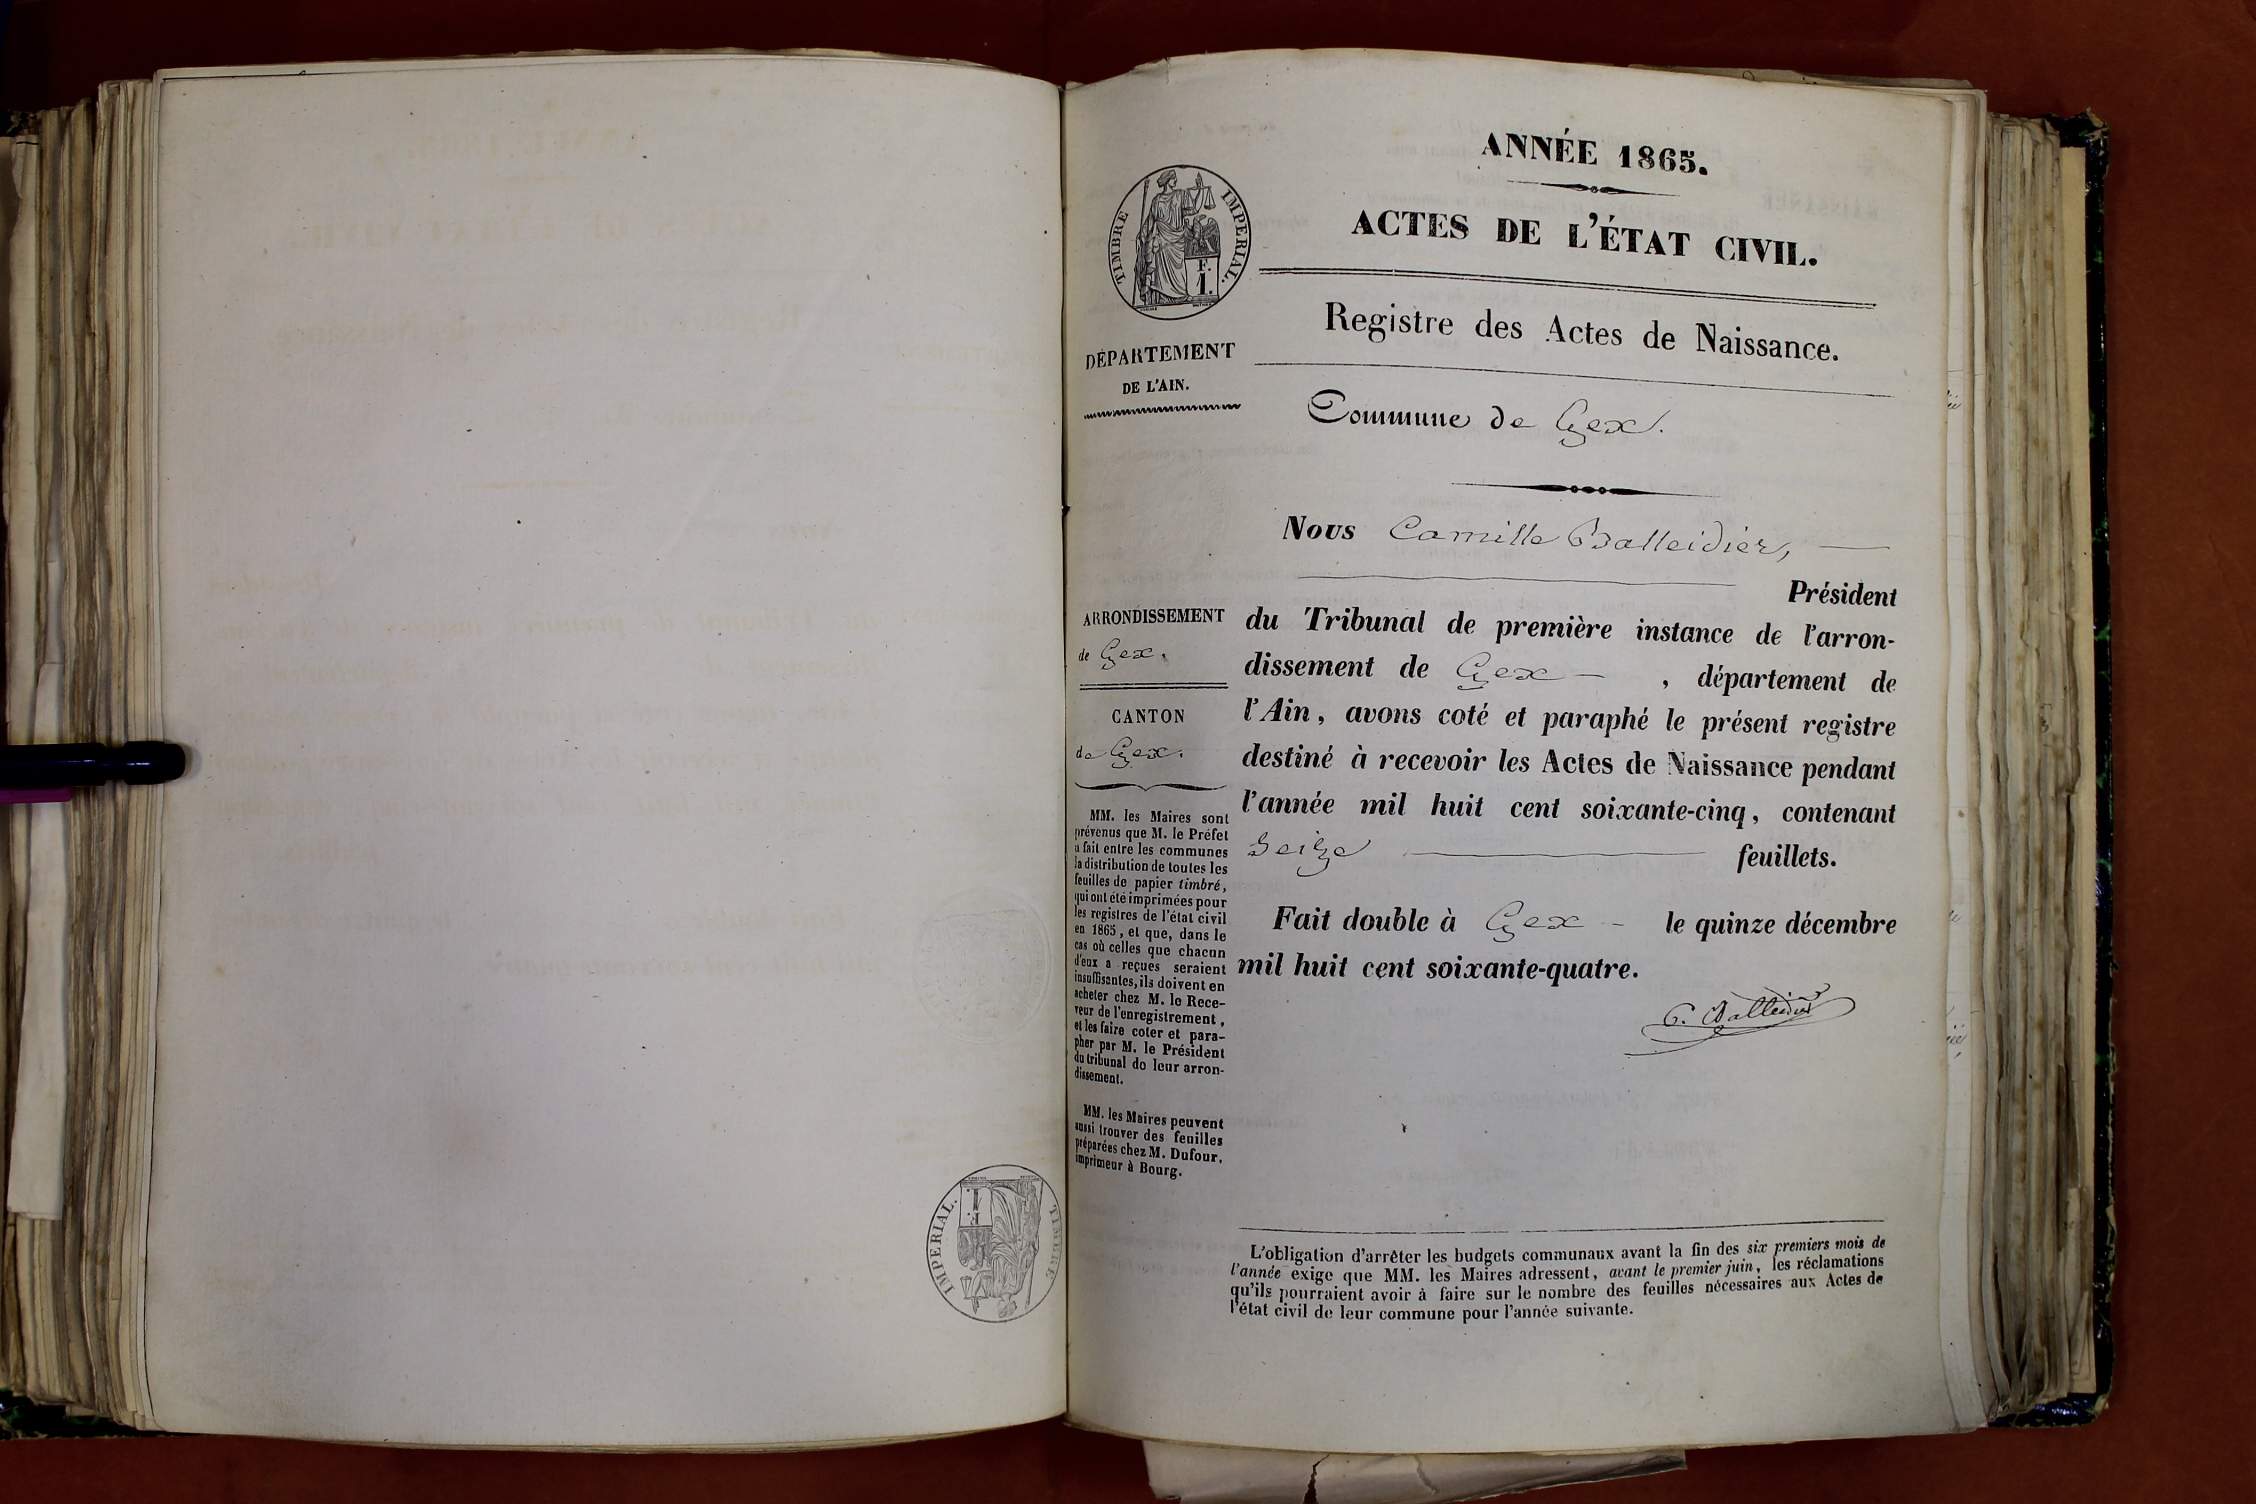 ANNÉE 1865.
ACTES DE L'ÉTAT CIVIL.
TIMBRE IMPERIAL.
F.
1.
Registre des Actes de Naissance.
DÉPARTEMENT
DE L'AIN.
Commune de Gex.
Nous Camille Balleidier,
Président
du Tribunal de première instance de l'arron-
dissement de Gex , département de
l'Ain, avons coté et paraphé le présent registre
destiné à recevoir les Actes de Naissance pendant
l'année mil huit cent soixante-cinq, contenant
Seize feuillets.
Fait double à Gex le quinze décembre
mil huit cent soixante-quatre.
C. Balleidier
ARRONDISSEMENT
de Gex.
CANTON
de Gex.
MM. les Maires sont
prévenus que M. le Préfet
a fait entre les communes
la distribution de toutes les
feuilles de papier timbré,
qui ont été imprimées pour
les registres de l'état civil
en 1865, et que, dans le
cas où celles que chacun
d'eux a reçues seraient
insuffisantes, ils doivent en
acheter chez M. le Rece-
veur de l'enregistrement,
et les faire coter et para-
pher par M. le Président
du tribunal de leur arron-
dissement.
MM. les Maires peuvent
aussi trouver des feuilles
préparées chez M. Dufour,
imprimeur à Bourg.
L'obligation d'arrêter les budgets communaux avant la fin des six premiers mois de
l'année exige que MM. les Maires adressent, avant le premier juin, les réclamations
qu'ils pourraient avoir à faire sur le nombre des feuilles nécessaires aux Actes de
l'état civil de leur commune pour l'année suivante.
TIMBRE IMPERIAL.
F.
1.